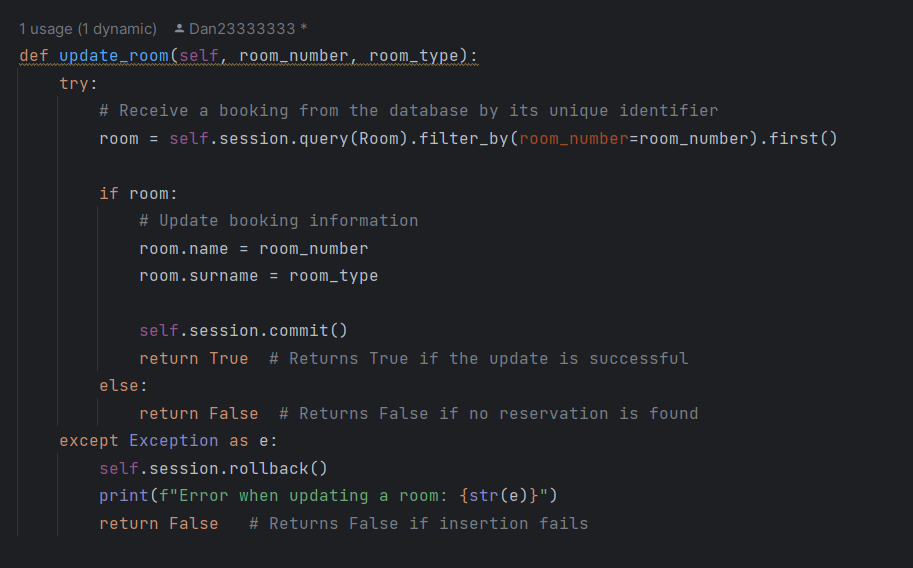 1 usage (1 dynamic) Dan23333333 *
def update_room(self, room_number, room_type):
    try:
        # Receive a booking from the database by its unique identifier
        room = self.session.query(Room).filter_by(room_number=room_number).first()

        if room:
            # Update booking information
            room.name = room_number
            room.surname = room_type

            self.session.commit()
            return True  # Returns True if the update is successful
        else:
            return False  # Returns False if no reservation is found
    except Exception as e:
        self.session.rollback()
        print(f"Error when updating a room: {str(e)}")
        return False   # Returns False if insertion fails